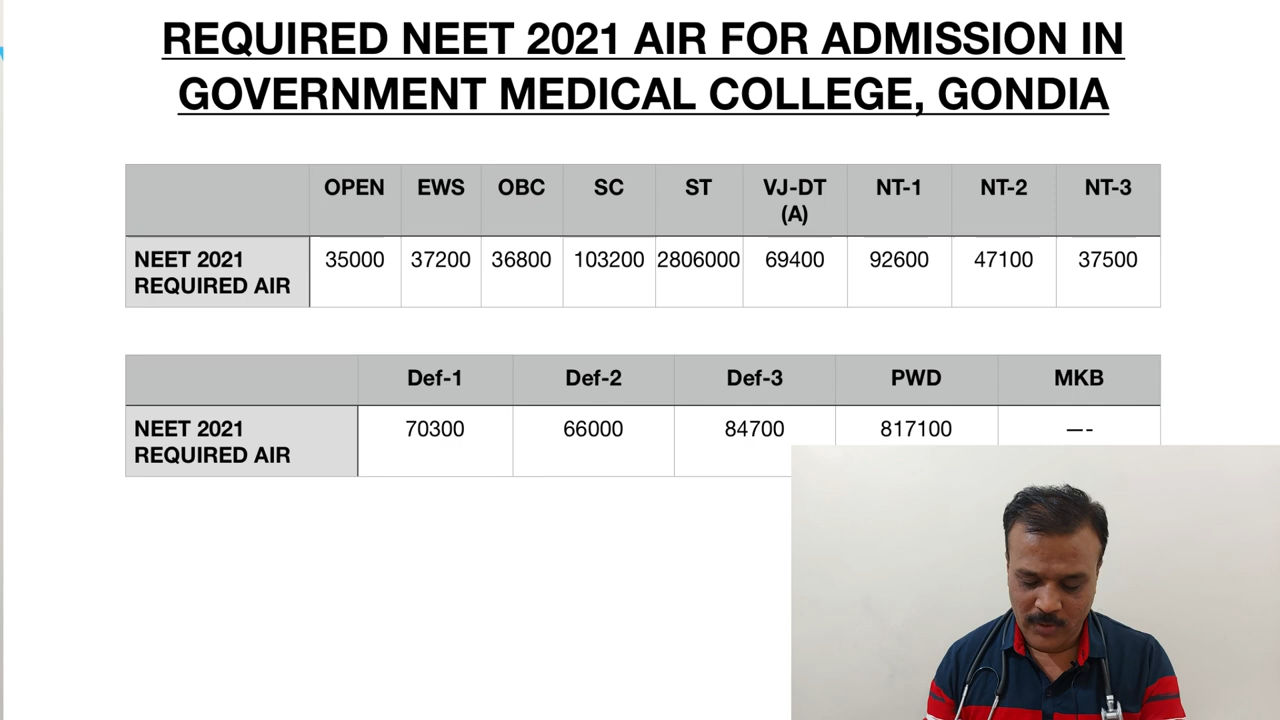 REQUIRED NEET 2021 AIR FOR ADMISSION IN
GOVERNMENT MEDICAL COLLEGE, GONDIA
OPEN EWS OBC SC ST VJ-DT (A) NT-1 NT-2 NT-3
NEET 2021 REQUIRED AIR 35000 37200 36800 103200 2806000 69400 92600 47100 37500
Def-1 Def-2 Def-3 PWD MKB
NEET 2021 REQUIRED AIR 70300 66000 84700 817100 —-